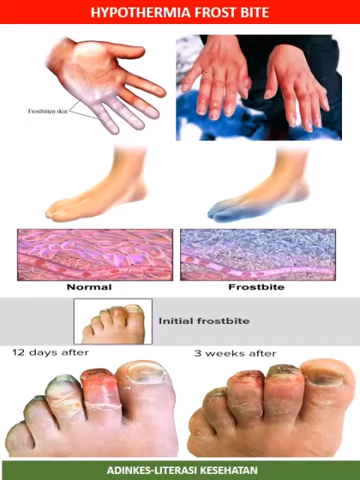 HYPOTHERMIA FROST BITE
Frostbitten skin
Normal
Frostbite
Initial frostbite
12 days after
3 weeks after
ADINKES-LITERASI KESEHATAN